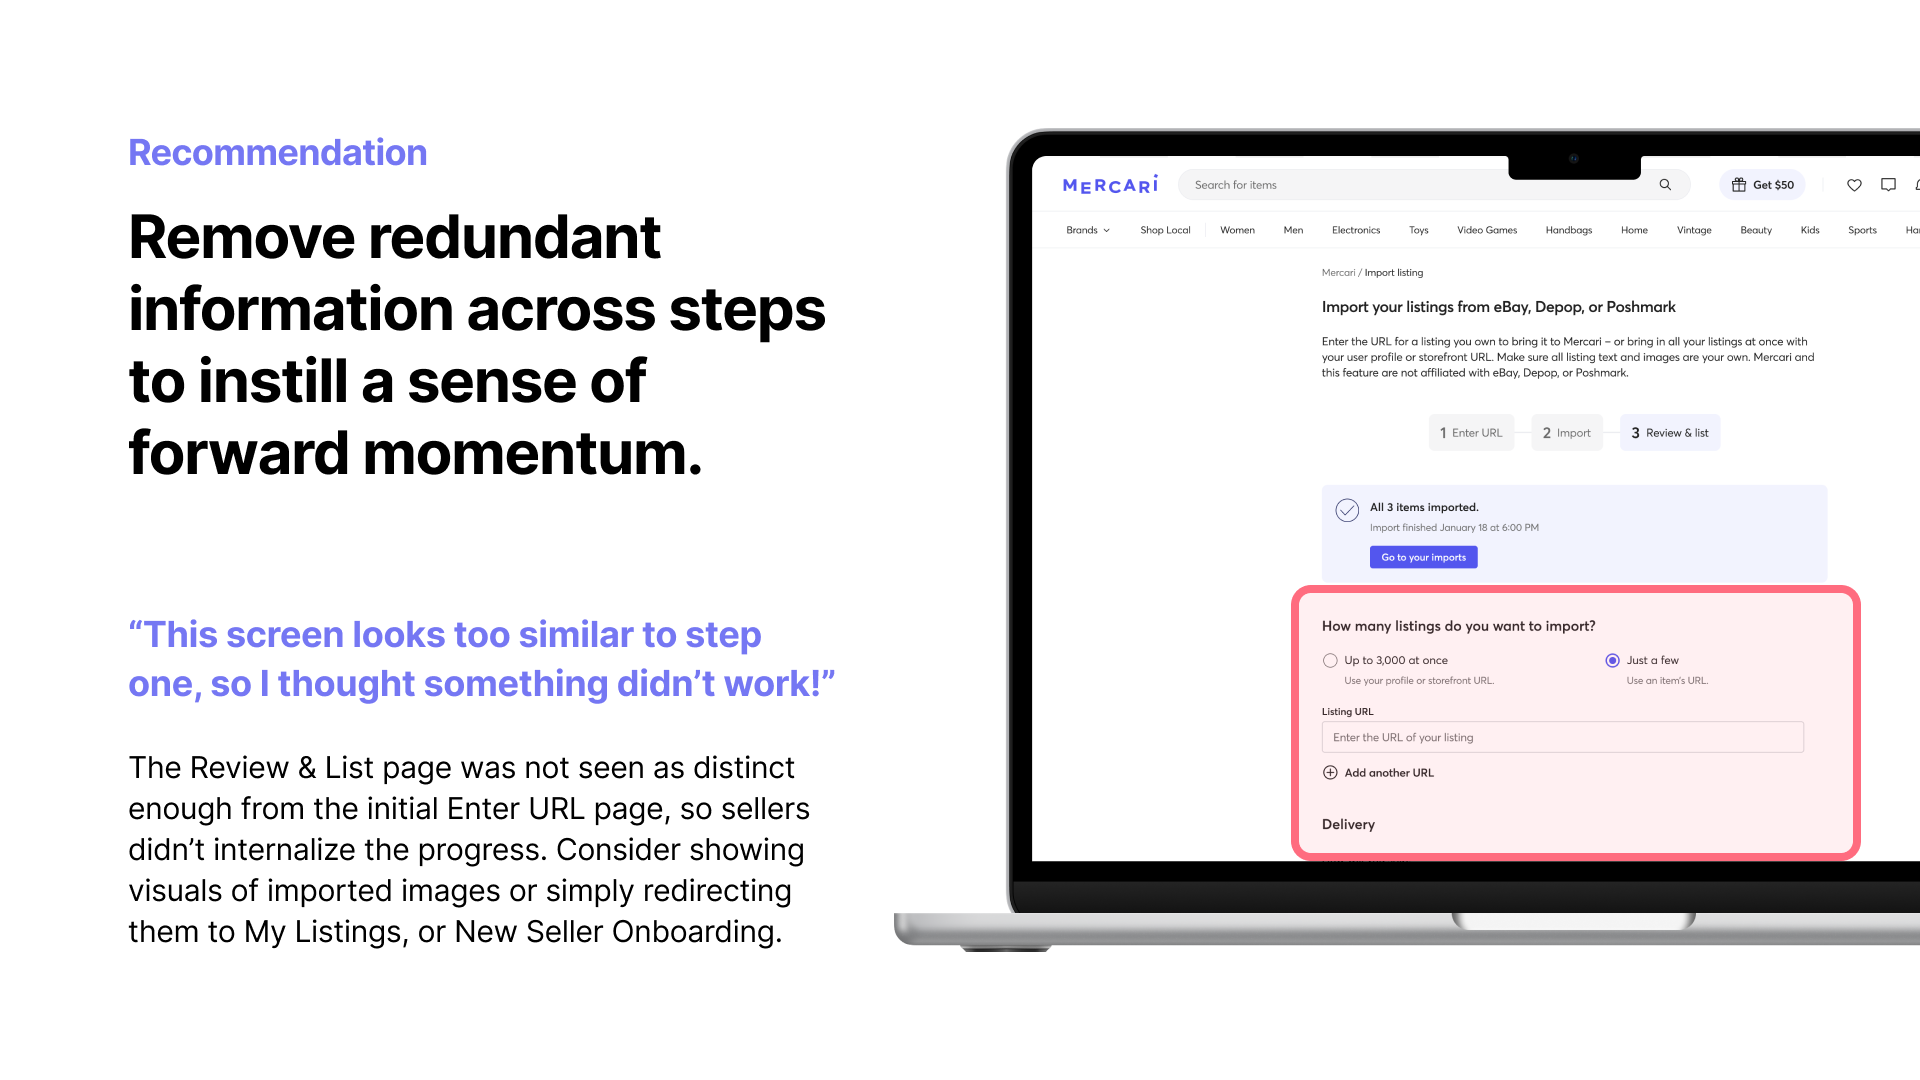 Recommendation
Remove redundant
information across steps
to instill a sense of
forward momentum.
“This screen looks too similar to step
one, so I thought something didn’t work!”
The Review & List page was not seen as distinct
enough from the initial Enter URL page, so sellers
didn’t internalize the progress. Consider showing
visuals of imported images or simply redirecting
them to My Listings, or New Seller Onboarding.
MERCARI
Search for items
Get $50
Brands
Shop Local
Women
Men
Electronics
Toys
Video Games
Handbags
Home
Vintage
Beauty
Kids
Sports
Mercari / Import listing
Import your listings from eBay, Depop, or Poshmark
Enter the URL for a listing you own to bring it to Mercari – or bring in all your listings at once with
your user profile or storefront URL. Make sure all listing text and images are your own. Mercari and
this feature are not affiliated with eBay, Depop, or Poshmark.
1 Enter URL
2 Import
3 Review & list
All 3 items imported.
Import finished January 18 at 6:00 PM
Go to your imports
How many listings do you want to import?
Up to 3,000 at once
Use your profile or storefront URL.
Just a few
Use an item’s URL.
Listing URL
Enter the URL of your listing
Add another URL
Delivery